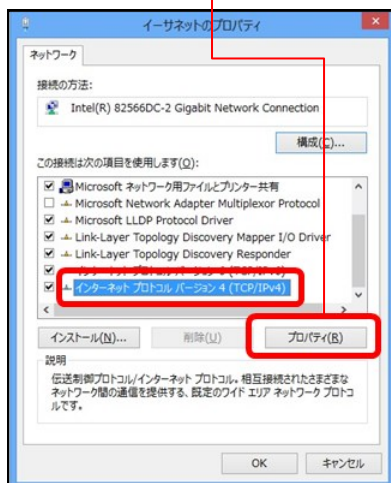 イーサネットのプロパティ
ネットワーク
接続の方法:
Intel(R) 82566DC-2 Gigabit Network Connection
構成(C)...
この接続は次の項目を使用します(O):
Microsoft ネットワーク用ファイルとプリンター共有
Microsoft Network Adapter Multiplexor Protocol
Microsoft LLDP Protocol Driver
Link-Layer Topology Discovery Mapper I/O Driver
Link-Layer Topology Discovery Responder
インターネット プロトコル バージョン 4 (TCP/IPv4)
インストール(N)...
削除(U)
プロパティ(R)
説明
伝送制御プロトコル/インターネット プロトコル。相互接続されたさまざまな
ネットワーク間の通信を提供する、既定のワイド エリア ネットワーク プロトコ
ルです。
OK
キャンセル